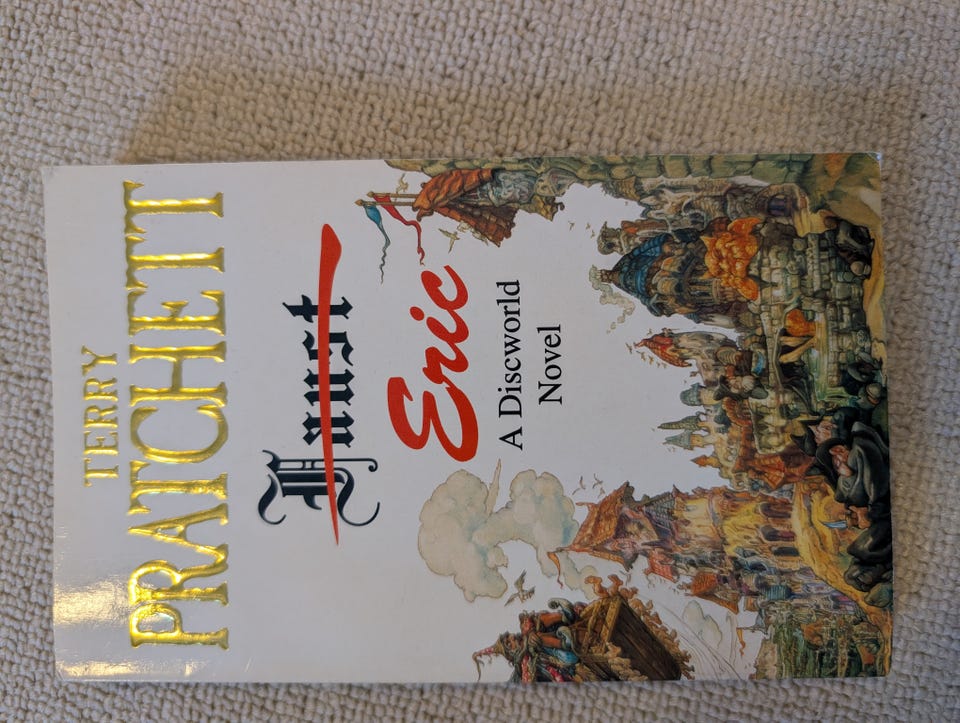 TERRY
PRATCHETT
Faust
Eric
A Discworld
Novel